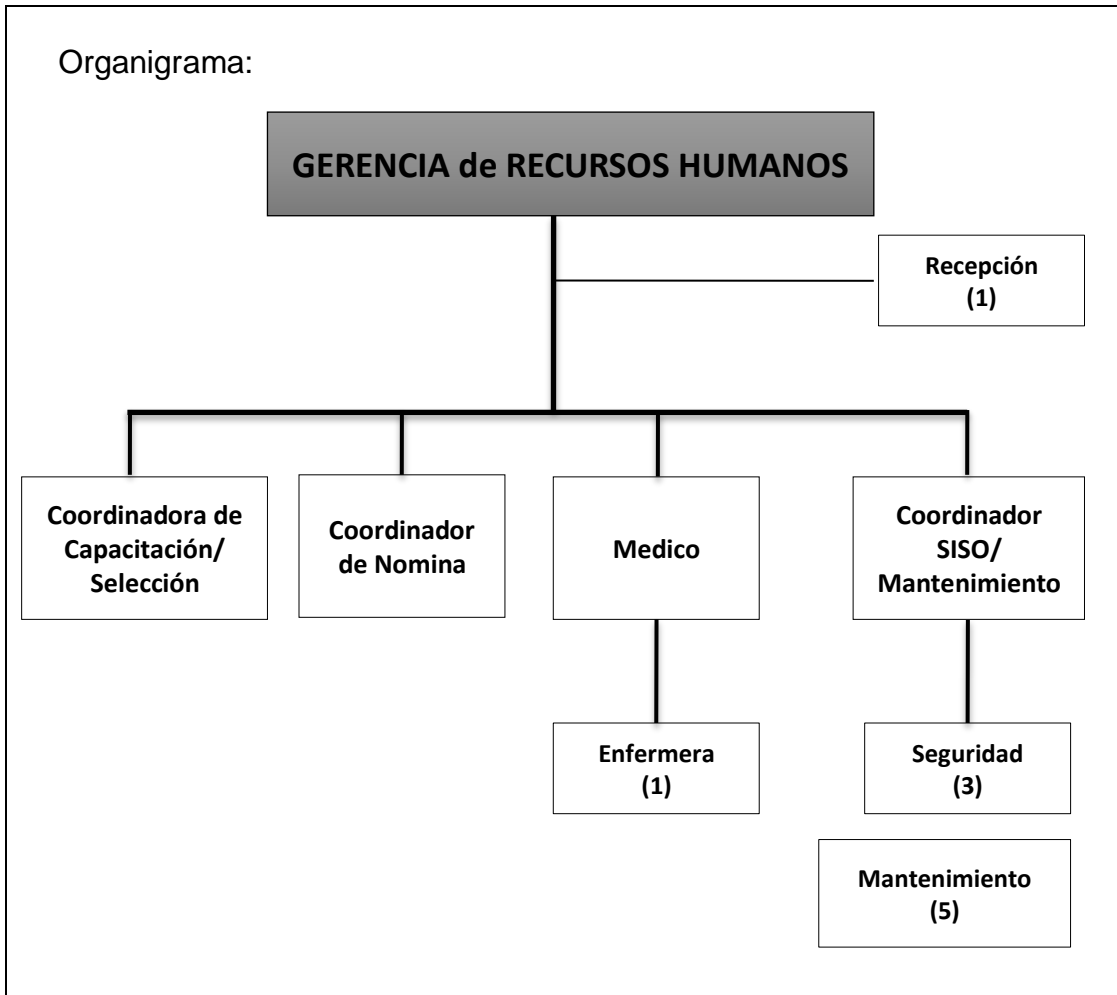 Organigrama:
GERENCIA de RECURSOS HUMANOS
Recepción
(1)
Coordinadora de
Capacitación/
Selección
Coordinador
de Nomina
Medico
Coordinador
SISO/
Mantenimiento
Enfermera
(1)
Seguridad
(3)
Mantenimiento
(5)